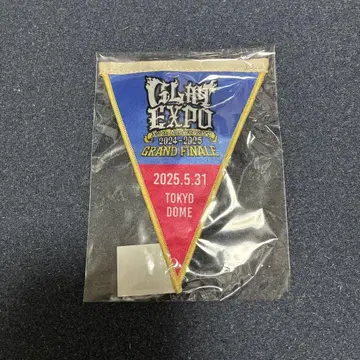 GLAY
EXPO
2024-2025
GRAND FINALE
2025.5.31
TOKYO
DOME